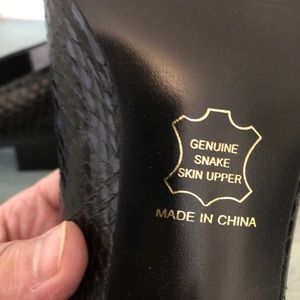 GENUINE
SNAKE
SKIN UPPER
MADE IN CHINA